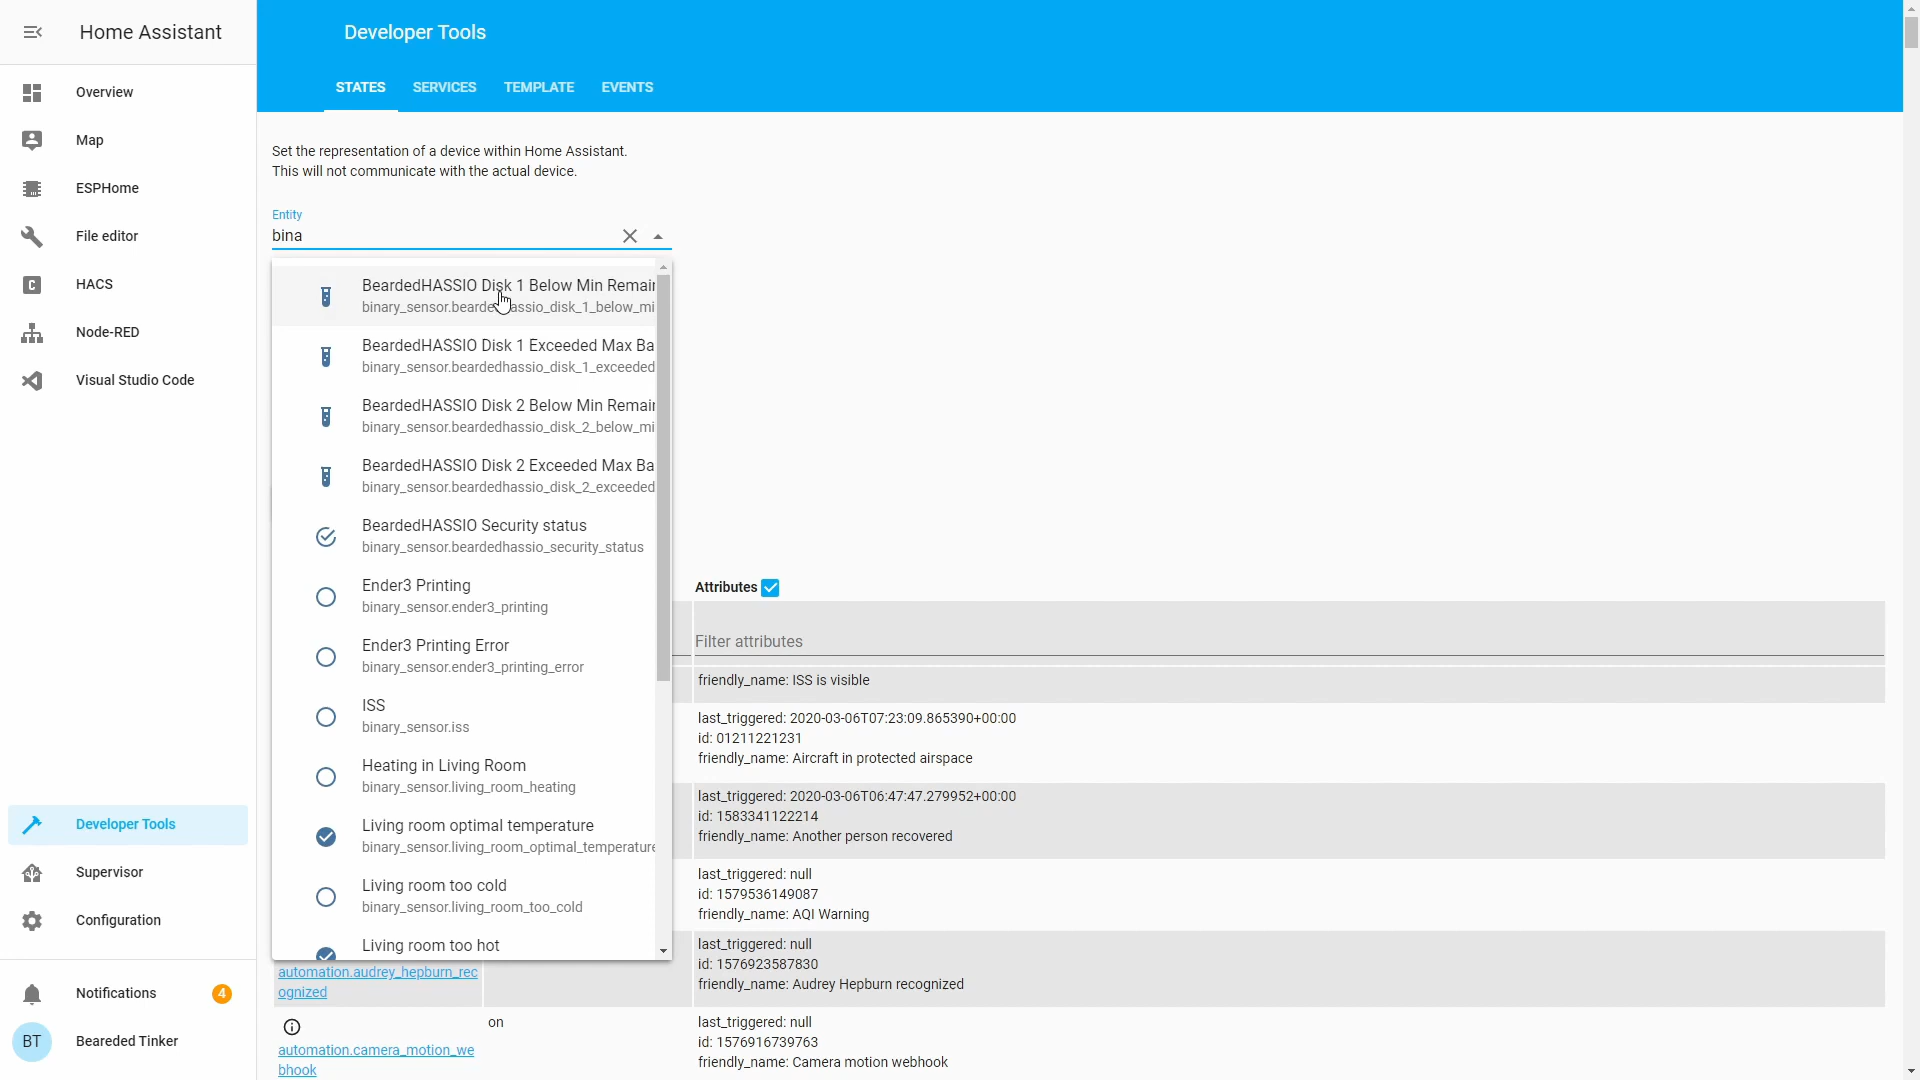 Home Assistant
Overview
Map
ESPHome
File editor
HACS
Node-RED
Visual Studio Code
Developer Tools
Supervisor
Configuration
Notifications
4
BT
Beareded Tinker
Developer Tools
STATES
SERVICES
TEMPLATE
EVENTS
Set the representation of a device within Home Assistant.
This will not communicate with the actual device.
Entity
bina
BeardedHASSIO Disk 1 Below Min Remain
binary_sensor.beardedhassio_disk_1_below_mi
BeardedHASSIO Disk 1 Exceeded Max Ba
binary_sensor.beardedhassio_disk_1_exceeded
BeardedHASSIO Disk 2 Below Min Remain
binary_sensor.beardedhassio_disk_2_below_mi
BeardedHASSIO Disk 2 Exceeded Max Ba
binary_sensor.beardedhassio_disk_2_exceeded
BeardedHASSIO Security status
binary_sensor.beardedhassio_security_status
Ender3 Printing
binary_sensor.ender3_printing
Ender3 Printing Error
binary_sensor.ender3_printing_error
ISS
binary_sensor.iss
Heating in Living Room
binary_sensor.living_room_heating
Living room optimal temperature
binary_sensor.living_room_optimal_temperature
Living room too cold
binary_sensor.living_room_too_cold
Living room too hot
Attributes
Filter attributes
friendly_name: ISS is visible
last_triggered: 2020-03-06T07:23:09.865390+00:00
id: 01211221231
friendly_name: Aircraft in protected airspace
last_triggered: 2020-03-06T06:47:47.279952+00:00
id: 1583341122214
friendly_name: Another person recovered
last_triggered: null
id: 1579536149087
friendly_name: AQI Warning
automation.audrey_hepburn_rec
ognized
last_triggered: null
id: 1576923587830
friendly_name: Audrey Hepburn recognized
automation.camera_motion_we
bhook
on
last_triggered: null
id: 1576916739763
friendly_name: Camera motion webhook